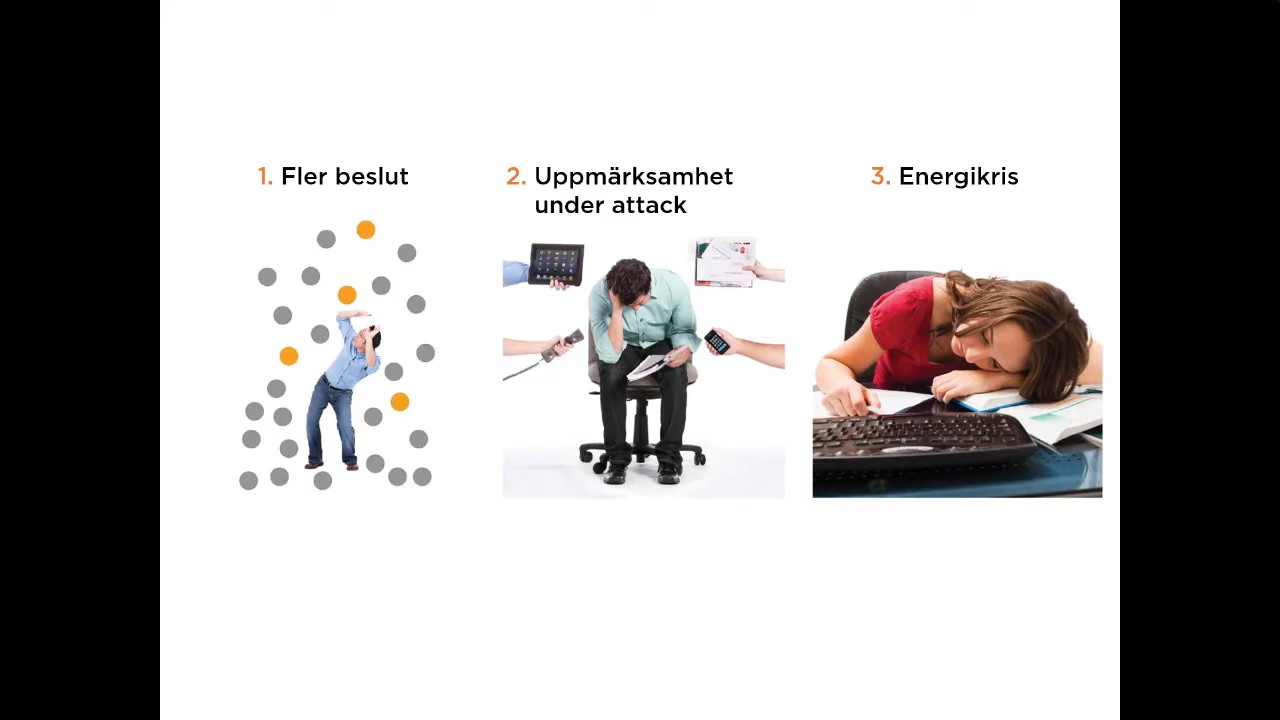 1. Fler beslut
2. Uppmärksamhet
under attack
3. Energikris